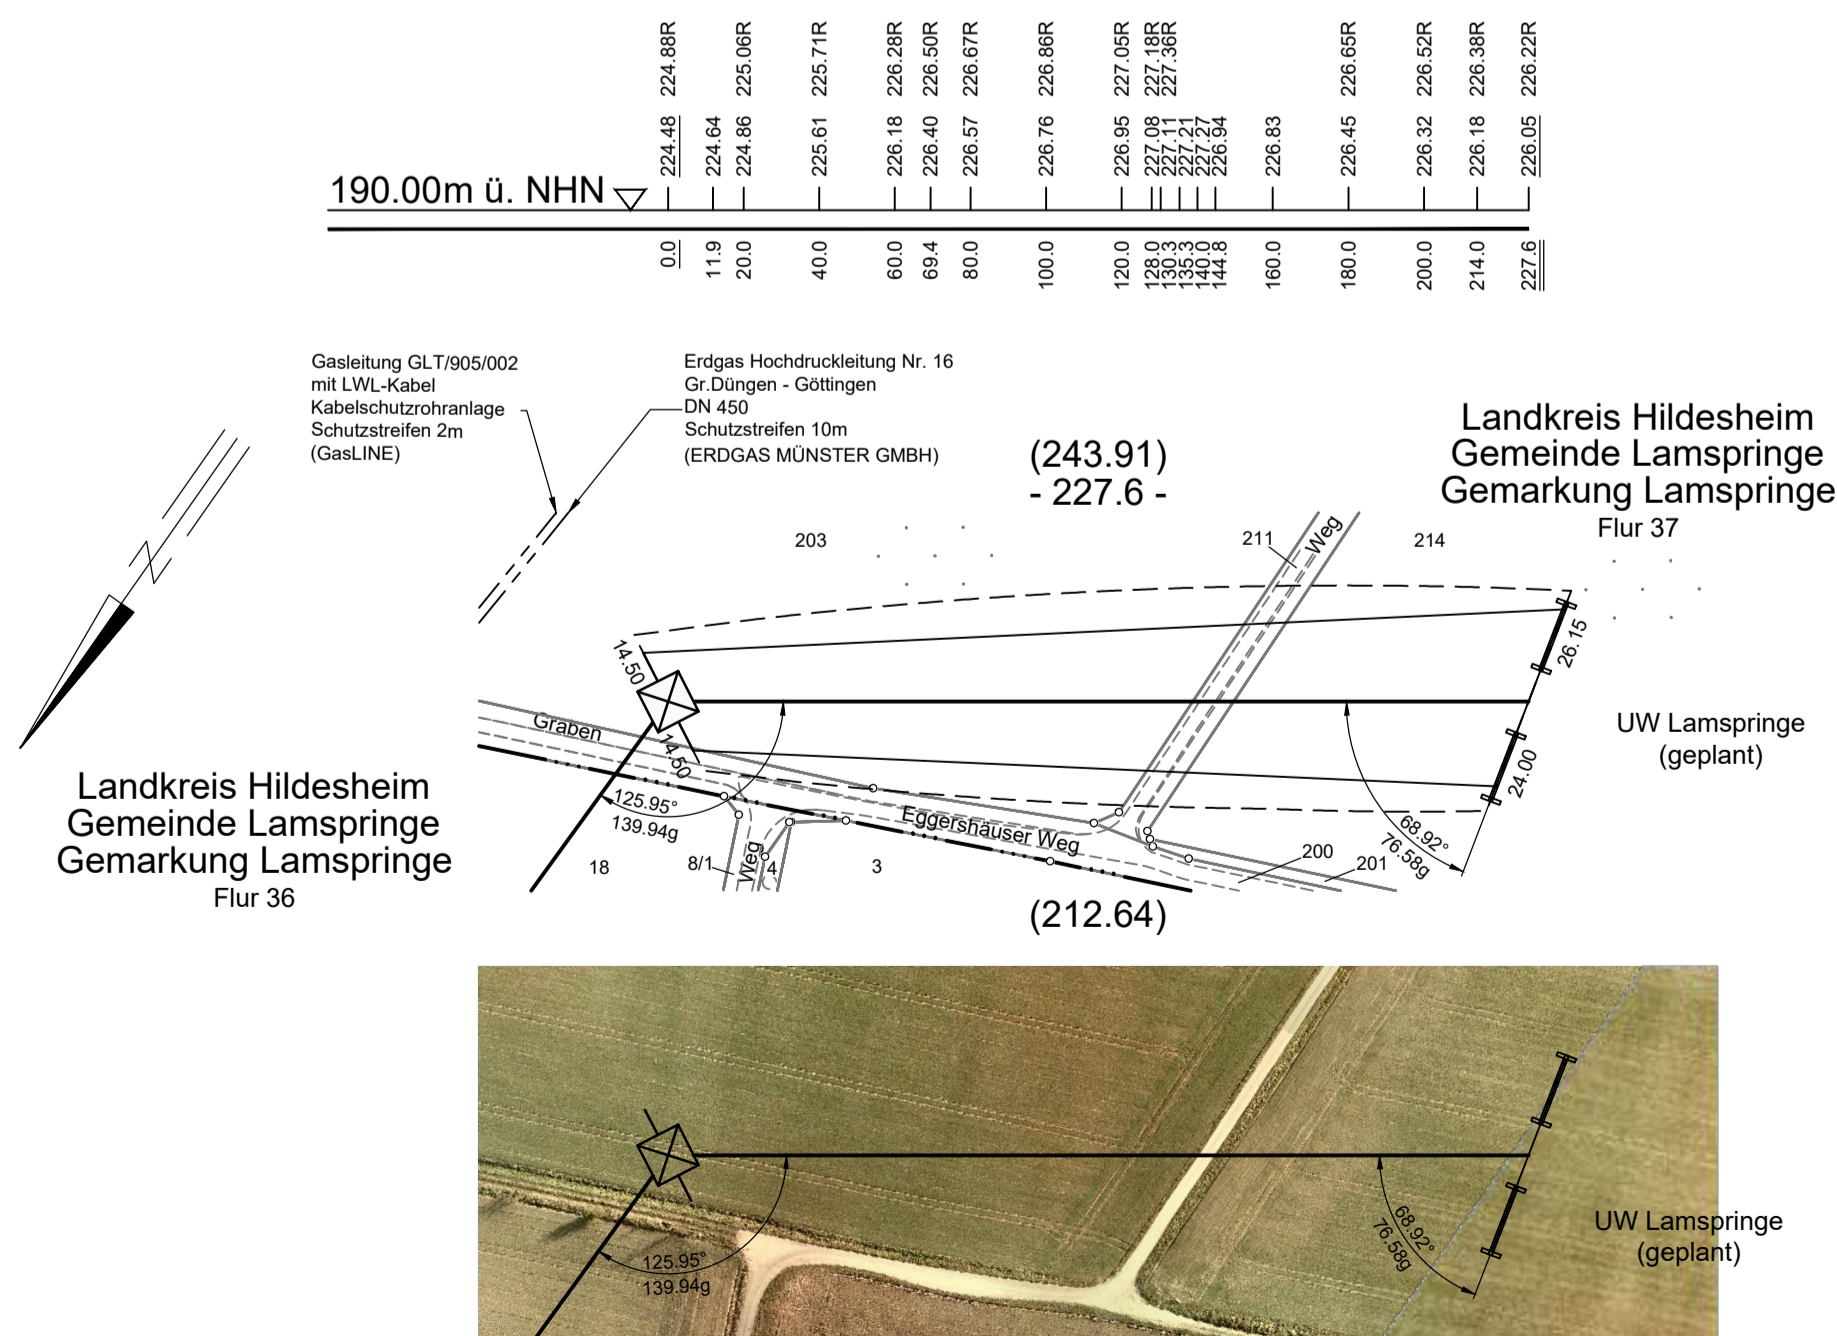 224.88R 225.06R 225.71R 226.28R 226.50R 226.67R 226.86R 227.05R 227.18R 227.36R 226.65R 226.52R 226.38R 226.22R
224.48 224.64 224.86 225.61 226.18 226.40 226.57 226.76 226.95 227.08 227.11 227.21 227.27 226.94 226.83 226.45 226.32 226.18 226.05
190.00m ü. NHN
0.0 11.9 20.0 40.0 60.0 69.4 80.0 100.0 120.0 128.0 130.3 135.3 140.0 144.8 160.0 180.0 200.0 214.0 227.6
Gasleitung GLT/905/002
mit LWL-Kabel
Kabelschutzrohranlage
Schutzstreifen 2m
(GasLINE)
Erdgas Hochdruckleitung Nr. 16
Gr.Düngen - Göttingen
DN 450
Schutzstreifen 10m
(ERDGAS MÜNSTER GMBH)
(243.91)
- 227.6 -
Landkreis Hildesheim
Gemeinde Lamspringe
Gemarkung Lamspringe
Flur 37
203
211
Weg
214
N
14.50
26.15
Graben
14.50
UW Lamspringe
(geplant)
24.00
Landkreis Hildesheim
Gemeinde Lamspringe
Gemarkung Lamspringe
Flur 36
125.95°
139.94g
Eggershäuser Weg
68.92°
76.58g
18
8/1
Weg
4
3
200
201
(212.64)
68.92°
76.58g
UW Lamspringe
(geplant)
125.95°
139.94g